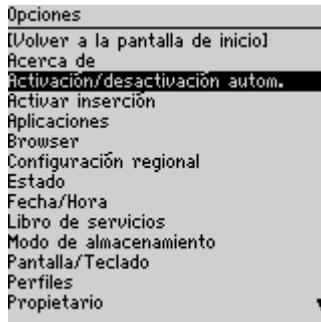 Opciones
[Volver a la pantalla de inicio]
Acerca de
Activación/desactivación autom.
Activar inserción
Aplicaciones
Browser
Configuración regional
Estado
Fecha/Hora
Libro de servicios
Modo de almacenamiento
Pantalla/Teclado
Perfiles
Propietario